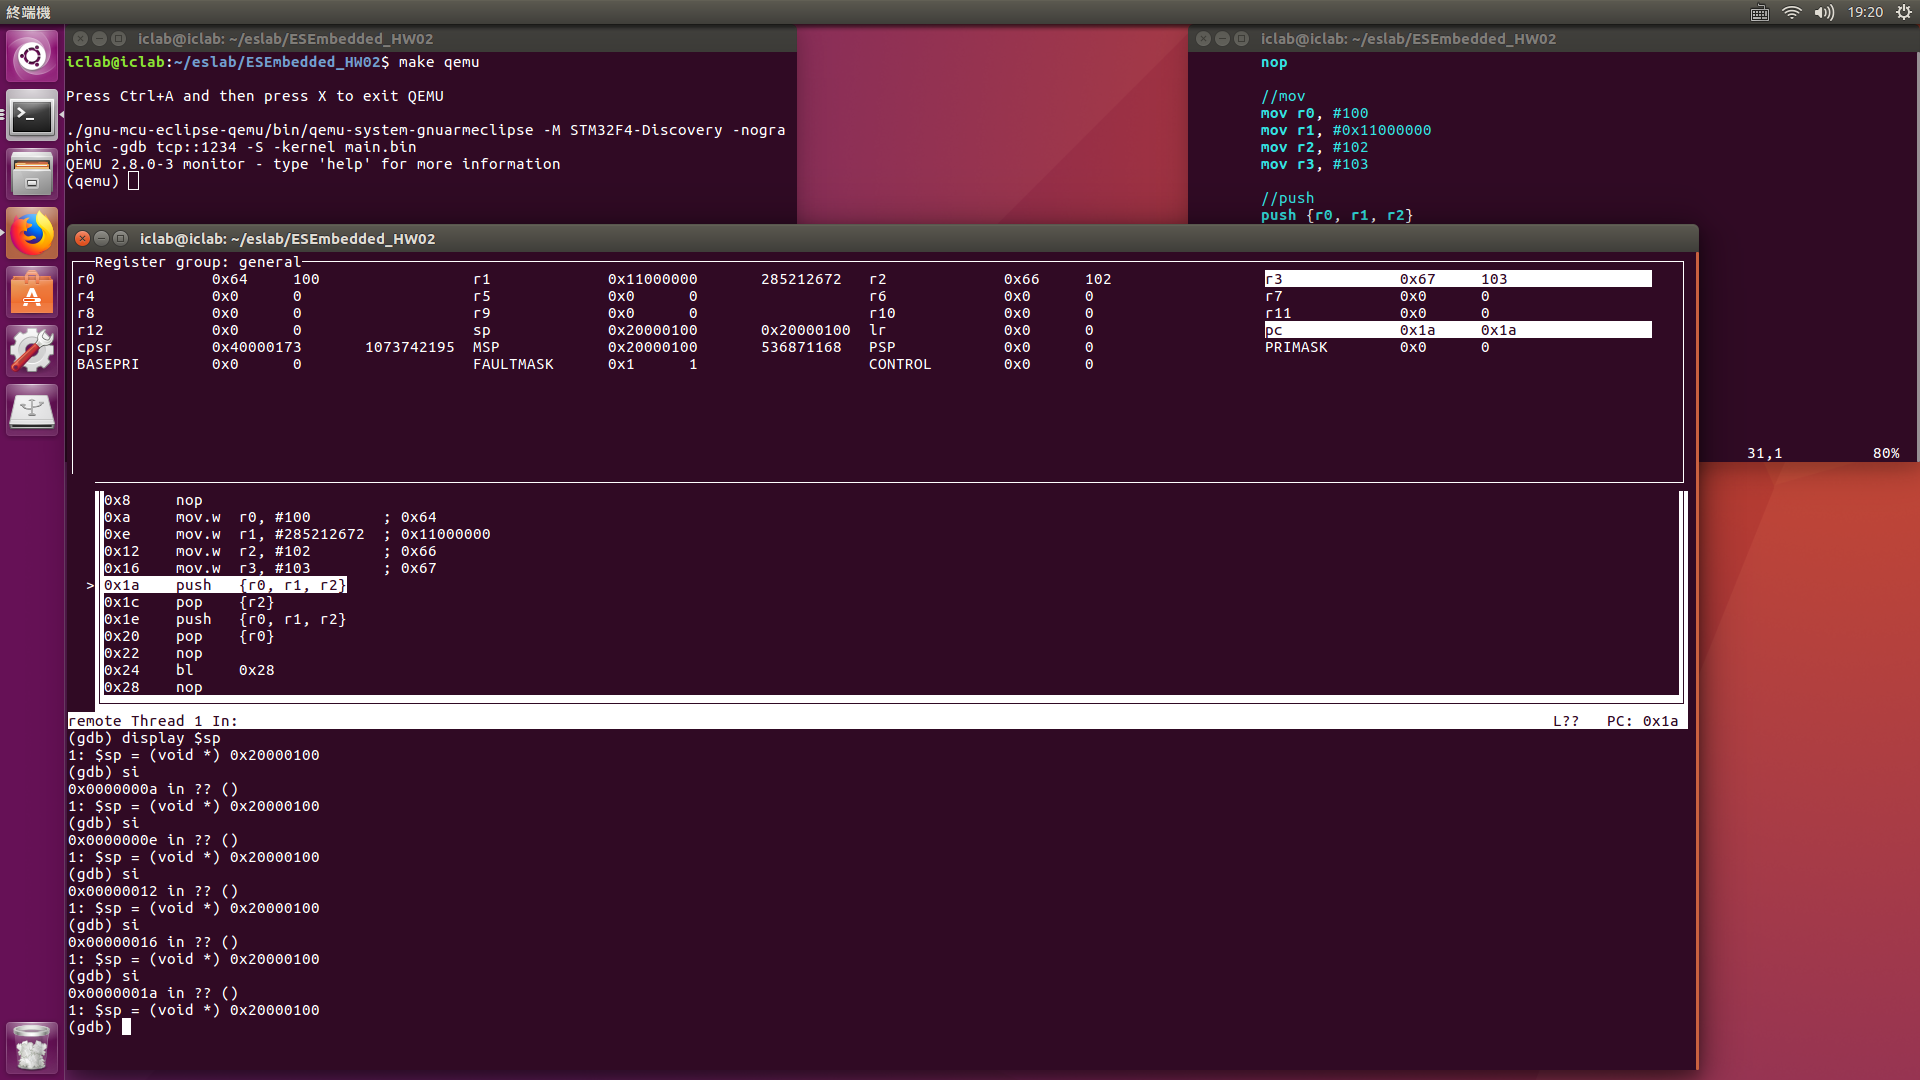 終端機
19:20
iclab@iclab: ~/eslab/ESEmbedded_HW02
iclab@iclab:~/eslab/ESEmbedded_HW02$ make qemu
Press Ctrl+A and then press X to exit QEMU
./gnu-mcu-eclipse-qemu/bin/qemu-system-gnuarmeclipse -M STM32F4-Discovery -nogra
phic -gdb tcp::1234 -S -kernel main.bin
QEMU 2.8.0-3 monitor - type 'help' for more information
(qemu)
iclab@iclab: ~/eslab/ESEmbedded_HW02
nop
//mov
mov r0, #100
mov r1, #0x11000000
mov r2, #102
mov r3, #103
//push
push {r0, r1, r2}
31,1 80%
iclab@iclab: ~/eslab/ESEmbedded_HW02
Register group: general
r0 0x64 100 r1 0x11000000 285212672 r2 0x66 102 r3 0x67 103
r4 0x0 0 r5 0x0 0 r6 0x0 0 r7 0x0 0
r8 0x0 0 r9 0x0 0 r10 0x0 0 r11 0x0 0
r12 0x0 0 sp 0x20000100 0x20000100 lr 0x0 0 pc 0x1a 0x1a
cpsr 0x40000173 1073742195 MSP 0x20000100 536871168 PSP 0x0 0 PRIMASK 0x0 0
BASEPRI 0x0 0 FAULTMASK 0x1 1 CONTROL 0x0 0
0x8 nop
0xa mov.w r0, #100 ; 0x64
0xe mov.w r1, #285212672 ; 0x11000000
0x12 mov.w r2, #102 ; 0x66
0x16 mov.w r3, #103 ; 0x67
>0x1a push {r0, r1, r2}
0x1c pop {r2}
0x1e push {r0, r1, r2}
0x20 pop {r0}
0x22 nop
0x24 bl 0x28
0x28 nop
remote Thread 1 In: L?? PC: 0x1a
(gdb) display $sp
1: $sp = (void *) 0x20000100
(gdb) si
0x0000000a in ?? ()
1: $sp = (void *) 0x20000100
(gdb) si
0x0000000e in ?? ()
1: $sp = (void *) 0x20000100
(gdb) si
0x00000012 in ?? ()
1: $sp = (void *) 0x20000100
(gdb) si
0x00000016 in ?? ()
1: $sp = (void *) 0x20000100
(gdb) si
0x0000001a in ?? ()
1: $sp = (void *) 0x20000100
(gdb)